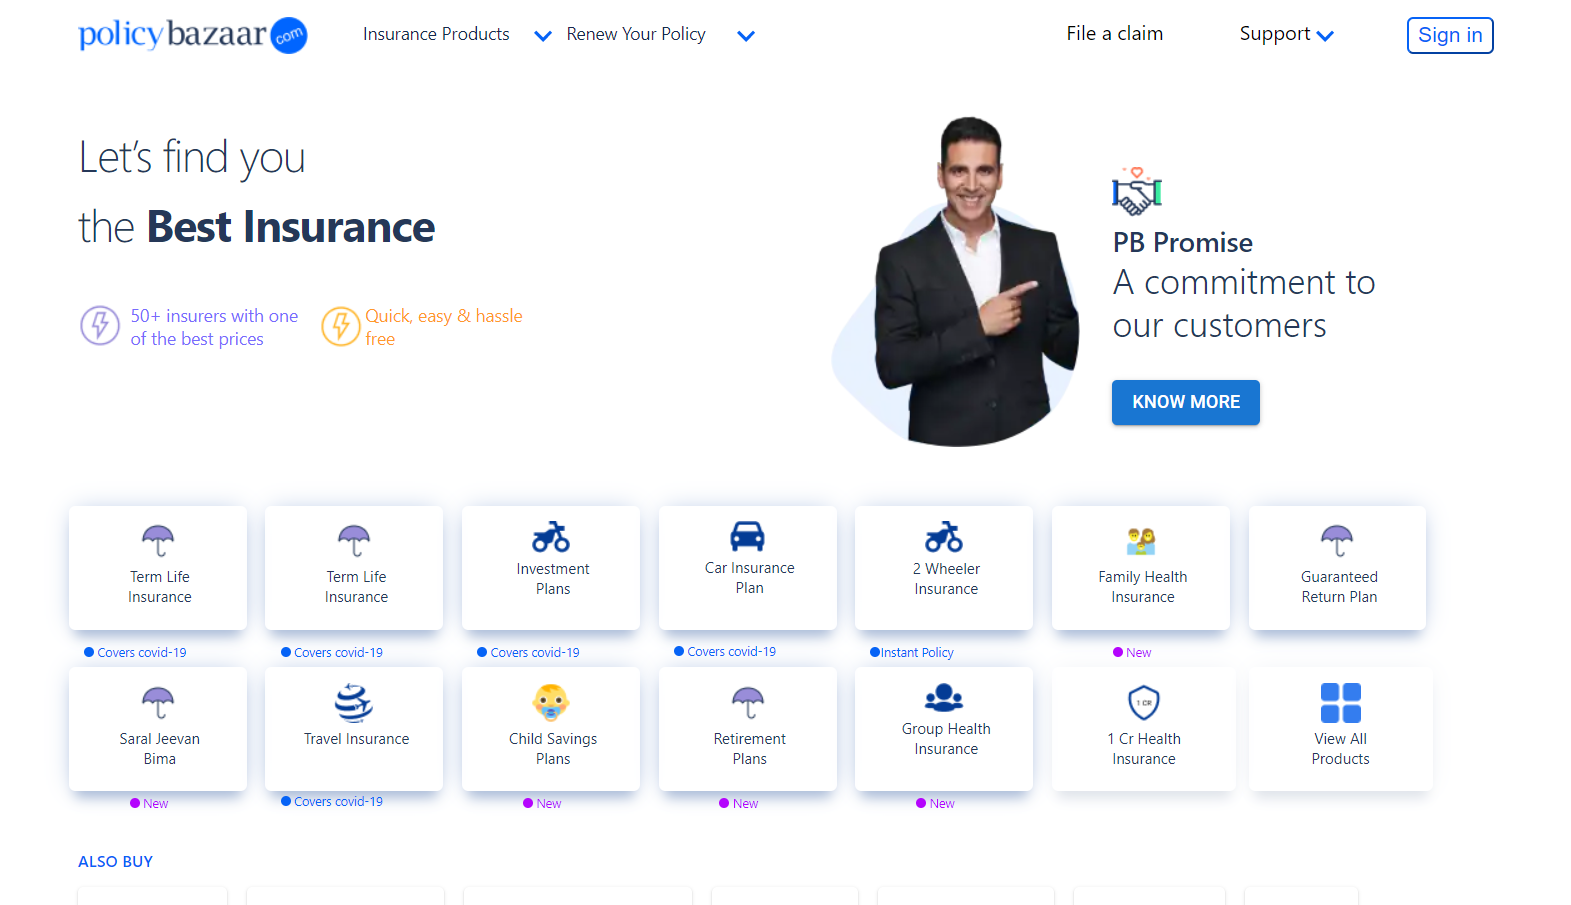 policybazaar com
Insurance Products
Renew Your Policy
File a claim
Support
Sign in
Let's find you
the Best Insurance
50+ insurers with one
of the best prices
Quick, easy & hassle
free
PB Promise
A commitment to
our customers
KNOW MORE
Term Life
Insurance
Term Life
Insurance
Investment
Plans
Car Insurance
Plan
2 Wheeler
Insurance
Family Health
Insurance
Guaranteed
Return Plan
Covers covid-19
Covers covid-19
Covers covid-19
Covers covid-19
Instant Policy
New
Saral Jeevan
Bima
Travel Insurance
Child Savings
Plans
Retirement
Plans
Group Health
Insurance
1 CR
1 Cr Health
Insurance
View All
Products
New
Covers covid-19
New
New
New
ALSO BUY